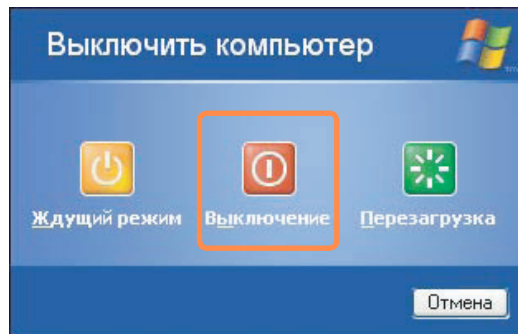 Выключить компьютер
Ждущий режим Выключение Перезагрузка
Отмена